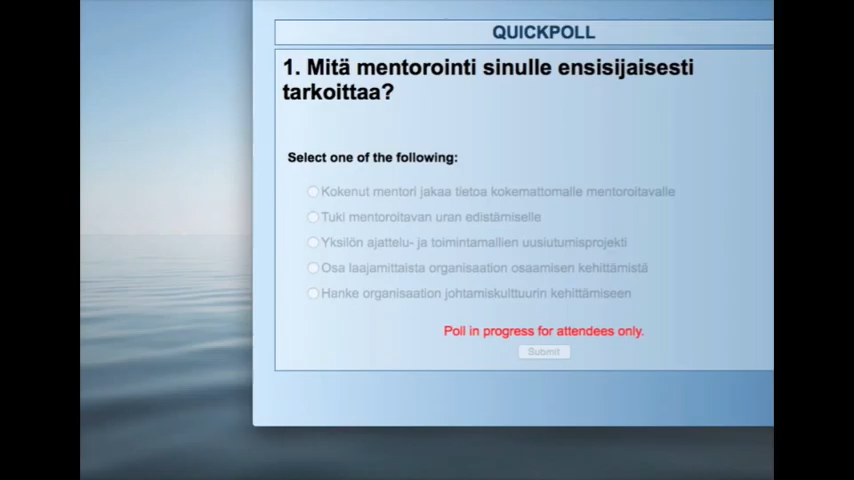 QUICKPOLL
1. Mitä mentorointi sinulle ensisijaisesti
tarkoittaa?
Select one of the following:
Kokenut mentori jakaa tietoa kokemattomalle mentoroitavalle
Tuki mentoroitavan uran edistämiselle
Yksilön ajattelu- ja toimintamallien uusiutumisprojekti
Osa laajamittaista organisaation osaamisen kehittämistä
Hanke organisaation johtamiskulttuurin kehittämiseen
Poll in progress for attendees only.
Submit